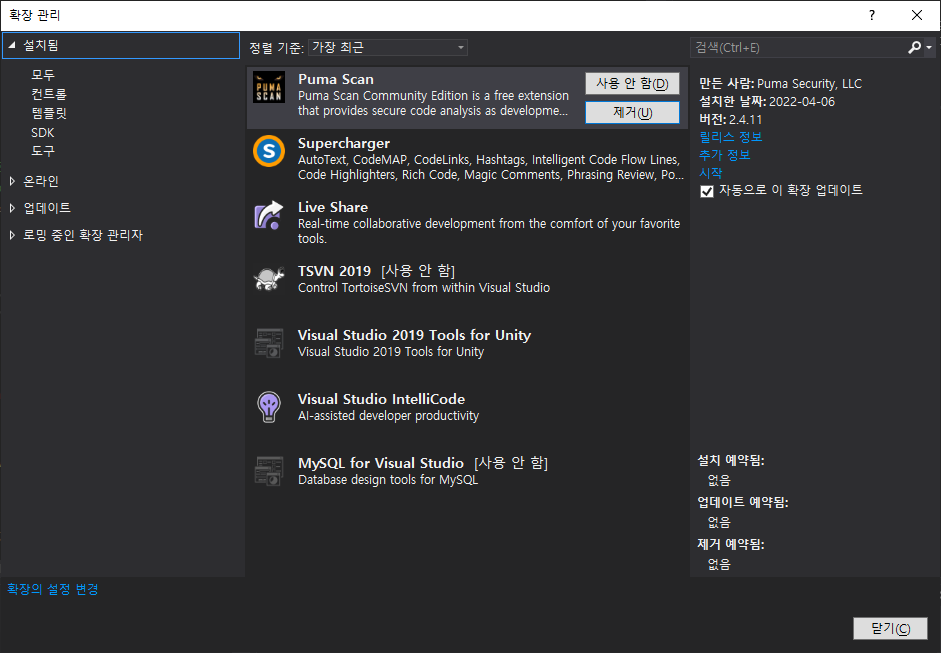 확장 관리
?
설치됨
모두
컨트롤
템플릿
SDK
도구
온라인
업데이트
로밍 중인 확장 관리자
정렬 기준: 가장 최근
PUMA
SCAN
Puma Scan
Puma Scan Community Edition is a free extension
that provides secure code analysis as developme...
사용 안 함(D)
제거(U)
S
Supercharger
AutoText, CodeMAP, CodeLinks, Hashtags, Intelligent Code Flow Lines,
Code Highlighters, Rich Code, Magic Comments, Phrasing Review, Po...
Live Share
Real-time collaborative development from the comfort of your favorite
tools.
TSVN 2019 [사용 안 함]
Control TortoiseSVN from within Visual Studio
Visual Studio 2019 Tools for Unity
Visual Studio 2019 Tools for Unity
Visual Studio IntelliCode
AI-assisted developer productivity
MySQL for Visual Studio [사용 안 함]
Database design tools for MySQL
검색(Ctrl+E)
만든 사람: Puma Security, LLC
설치한 날짜: 2022-04-06
버전: 2.4.11
릴리스 정보
추가 정보
시작
자동으로 이 확장 업데이트
설치 예약됨:
없음
업데이트 예약됨:
없음
제거 예약됨:
없음
확장의 설정 변경
닫기(C)